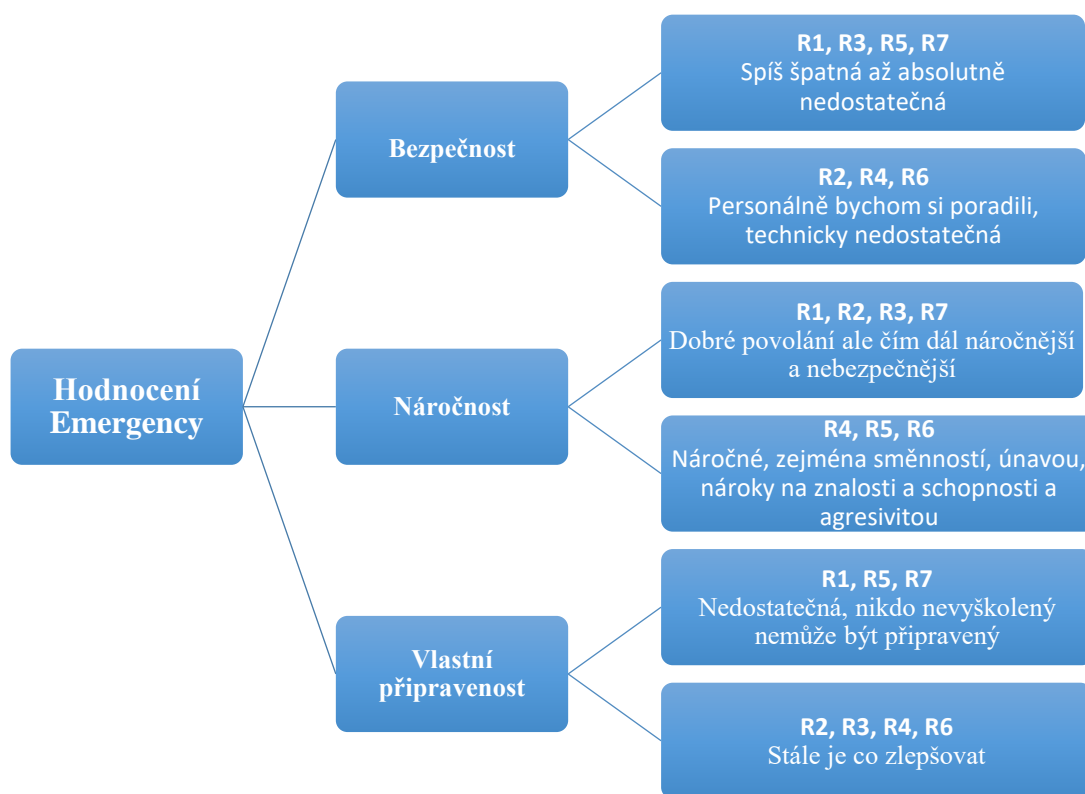 Hodnocení
Emergency
Bezpečnost
R1, R3, R5, R7
Spíš špatná až absolutně
nedostatečná
R2, R4, R6
Personálně bychom si poradili,
technicky nedostatečná
Náročnost
R1, R2, R3, R7
Dobré povolání ale čím dál náročnější
a nebezpečnější
R4, R5, R6
Náročné, zejména směnností, únavou,
nároky na znalosti a schopnosti a
agresivitou
Vlastní
připravenost
R1, R5, R7
Nedostatečná, nikdo nevyškolený
nemůže být připravený
R2, R3, R4, R6
Stále je co zlepšovat